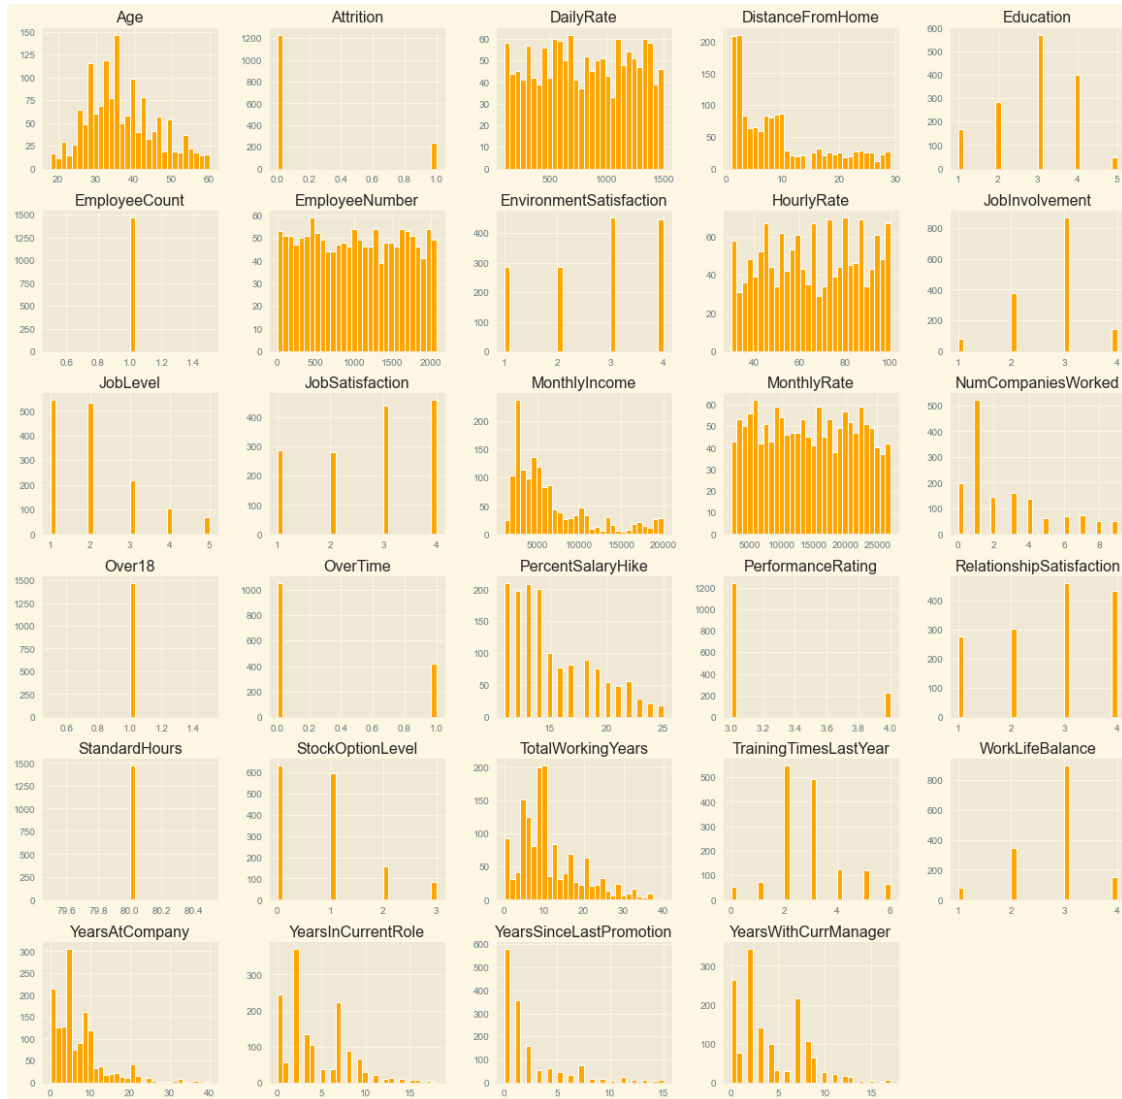 Age
150
125
100
75
50
25
0
20 30 40 50 60
Attrition
1200
1000
800
600
400
200
0
0.0 0.2 0.4 0.6 0.8 1.0
DailyRate
60
50
40
30
20
10
0
500 1000 1500
DistanceFromHome
200
150
100
50
0
0 10 20 30
Education
600
500
400
300
200
100
0
1 2 3 4 5
EmployeeCount
1500
1250
1000
750
500
250
0
0.6 0.8 1.0 1.2 1.4
EmployeeNumber
60
50
40
30
20
10
0
0 500 1000 1500 2000
EnvironmentSatisfaction
400
300
200
100
0
1 2 3 4
HourlyRate
60
40
20
0
40 60 80 100
JobInvolvement
800
600
400
200
0
1 2 3 4
JobLevel
500
400
300
200
100
0
1 2 3 4 5
JobSatisfaction
400
300
200
100
0
1 2 3 4
MonthlyIncome
200
150
100
50
0
5000 10000 15000 20000
MonthlyRate
60
50
40
30
20
10
0
5000 10000 15000 20000 25000
NumCompaniesWorked
500
400
300
200
100
0
0 2 4 6 8
Over18
1500
1250
1000
750
500
250
0
0.6 0.8 1.0 1.2 1.4
OverTime
1000
800
600
400
200
0
0.0 0.2 0.4 0.6 0.8 1.0
PercentSalaryHike
200
150
100
50
0
15 20 25
PerformanceRating
1200
1000
800
600
400
200
0
3.0 3.2 3.4 3.6 3.8 4.0
RelationshipSatisfaction
400
300
200
100
0
1 2 3 4
StandardHours
1500
1250
1000
750
500
250
0
79.6 79.8 80.0 80.2 80.4
StockOptionLevel
600
500
400
300
200
100
0
0 1 2 3
TotalWorkingYears
200
150
100
50
0
0 10 20 30 40
TrainingTimesLastYear
500
400
300
200
100
0
0 2 4 6
WorkLifeBalance
800
600
400
200
0
1 2 3 4
YearsAtCompany
300
250
200
150
100
50
0
0 10 20 30 40
YearsInCurrentRole
300
200
100
0
0 5 10 15
YearsSinceLastPromotion
600
500
400
300
200
100
0
0 5 10 15
YearsWithCurrManager
300
200
100
0
0 5 10 15